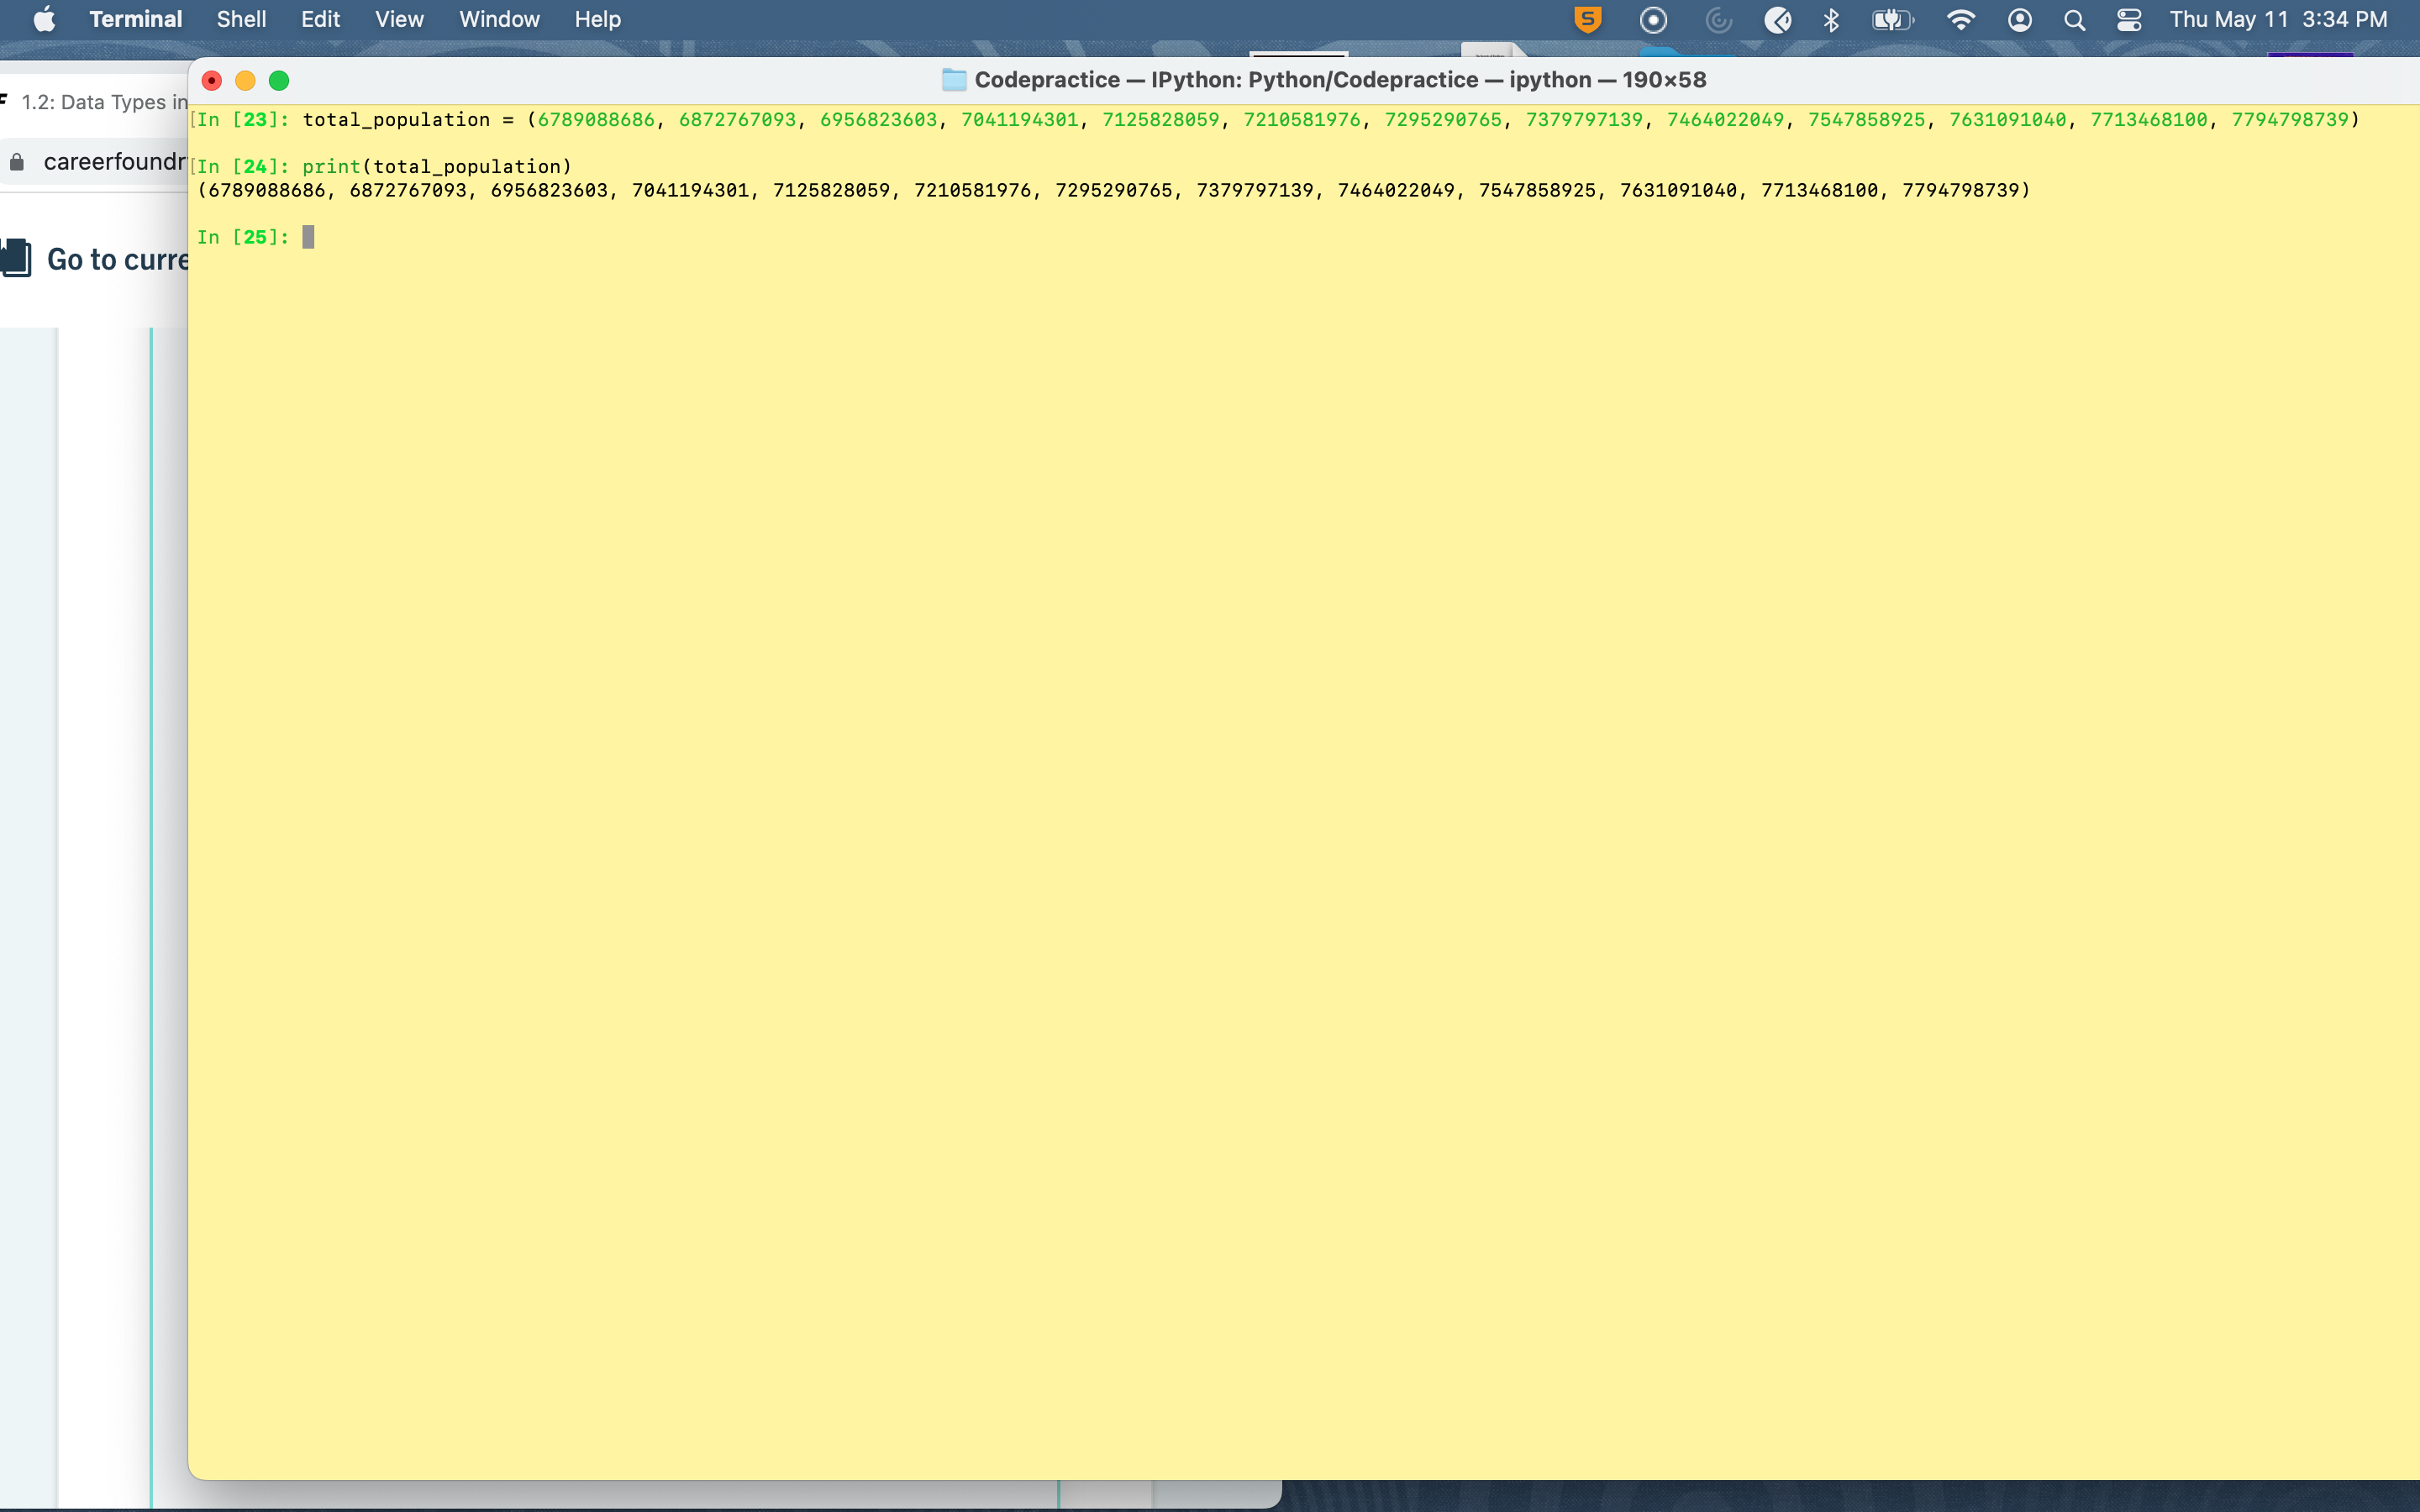 Terminal Shell Edit View Window Help Thu May 11 3:34 PM
Codepractice — IPython: Python/Codepractice — ipython — 190×58
1.2: Data Types in
careerfoundr
Go to curre
In [23]: total_population = (6789088686, 6872767093, 6956823603, 7041194301, 7125828059, 7210581976, 7295290765, 7379797139, 7464022049, 7547858925, 7631091040, 7713468100, 7794798739)
In [24]: print(total_population)
(6789088686, 6872767093, 6956823603, 7041194301, 7125828059, 7210581976, 7295290765, 7379797139, 7464022049, 7547858925, 7631091040, 7713468100, 7794798739)
In [25]: